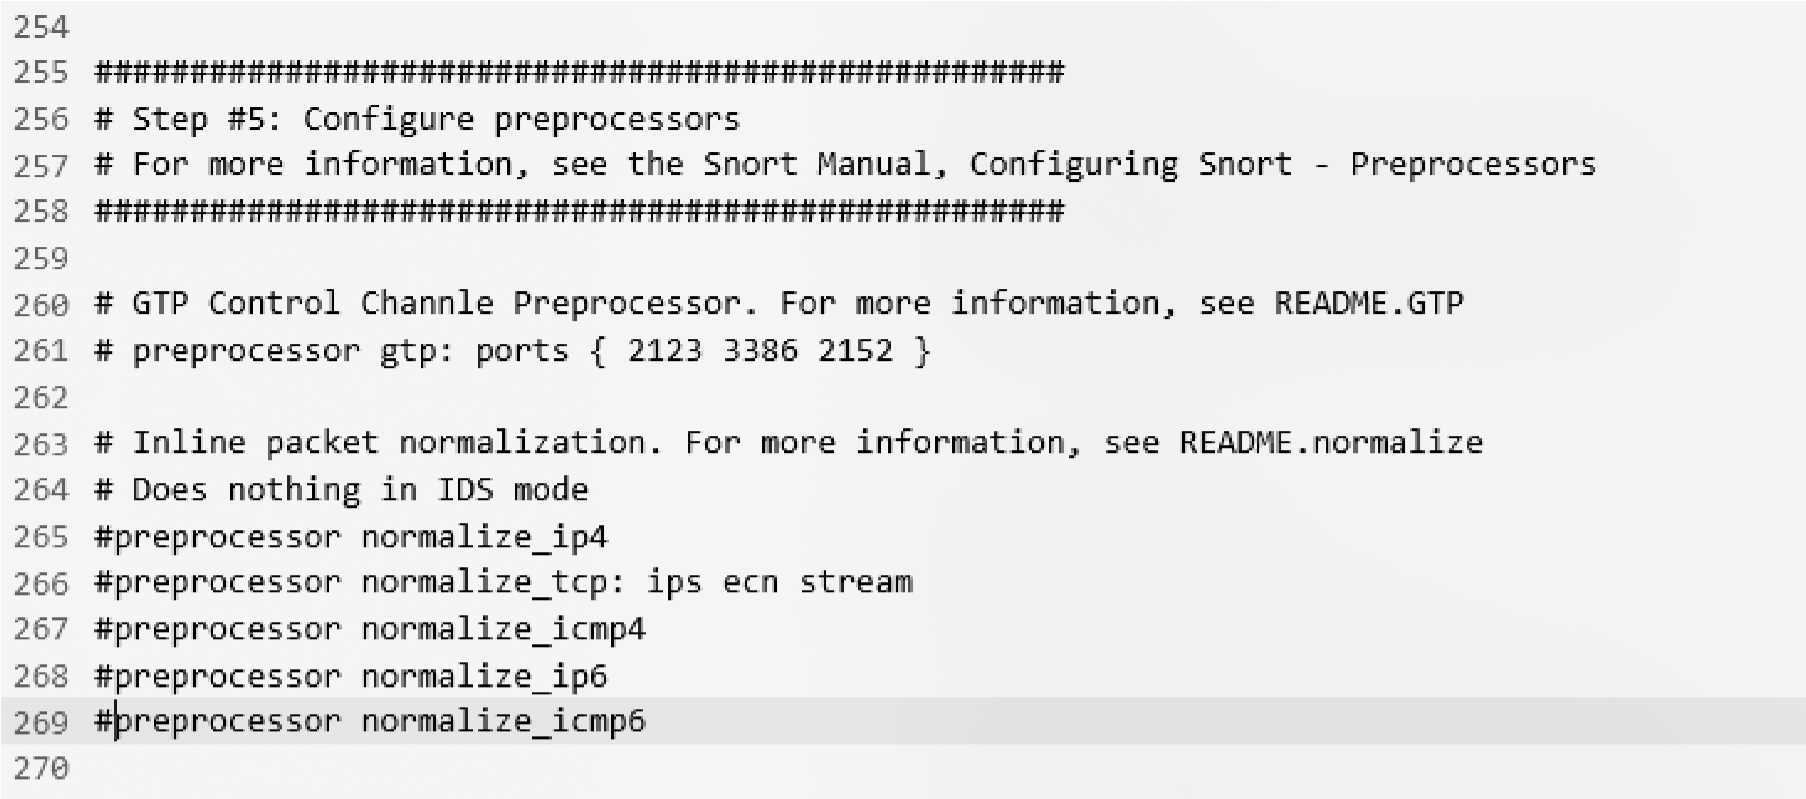 254
255 ###################################################
256 # Step #5: Configure preprocessors
257 # For more information, see the Snort Manual, Configuring Snort - Preprocessors
258 ###################################################
259
260 # GTP Control Channle Preprocessor. For more information, see README.GTP
261 # preprocessor gtp: ports { 2123 3386 2152 }
262
263 # Inline packet normalization. For more information, see README.normalize
264 # Does nothing in IDS mode
265 #preprocessor normalize_ip4
266 #preprocessor normalize_tcp: ips ecn stream
267 #preprocessor normalize_icmp4
268 #preprocessor normalize_ip6
269 #preprocessor normalize_icmp6
270